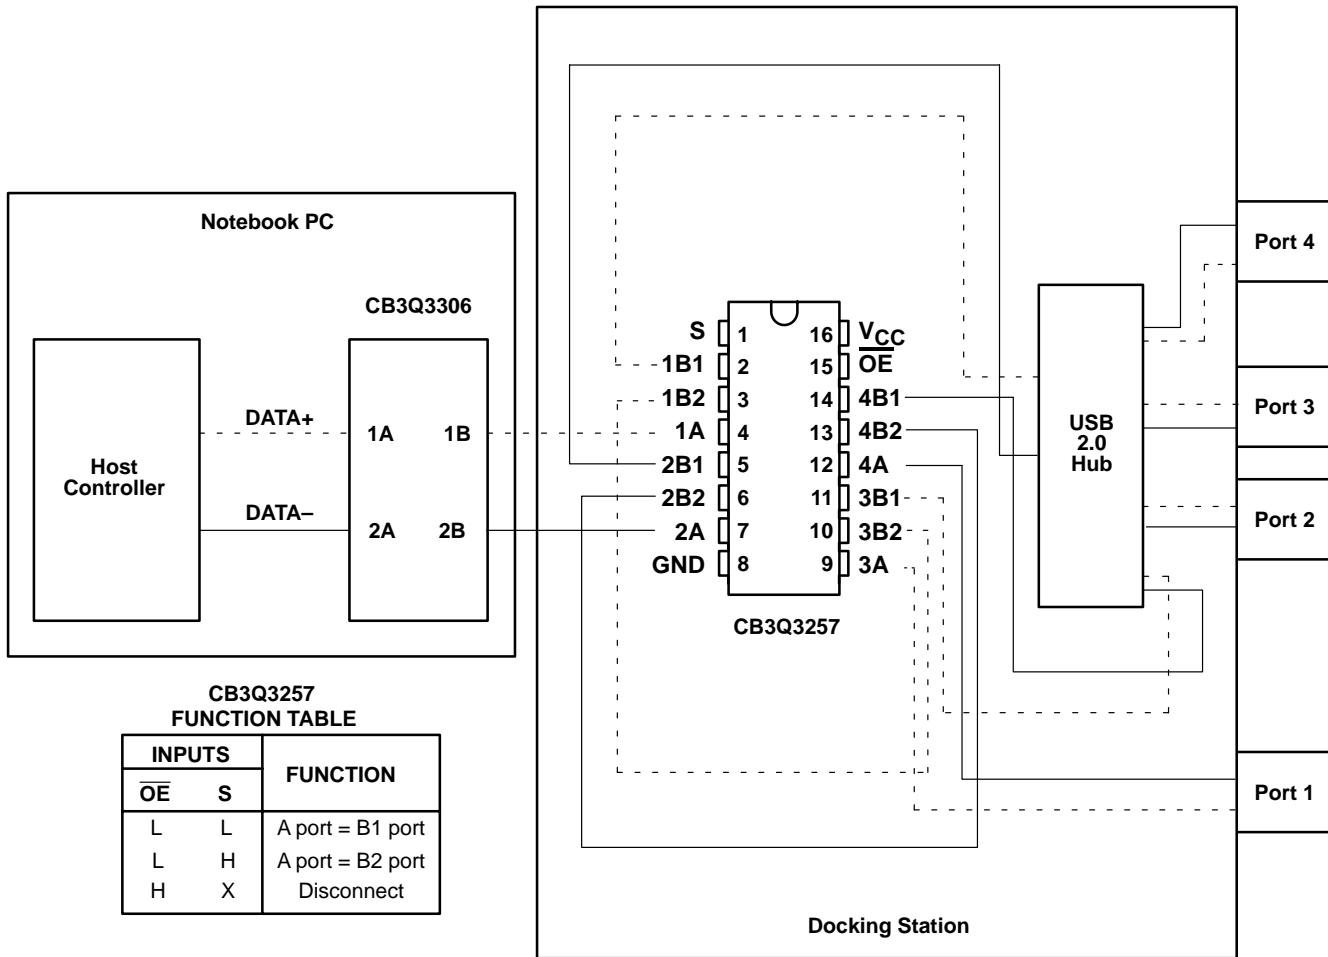 Notebook PC
CB3Q3306
Host
Controller
DATA+
DATA–
1A 1B
2A 2B
S 1 16 VCC
1B1 2 15 OE
1B2 3 14 4B1
1A 4 13 4B2
2B1 5 12 4A
2B2 6 11 3B1
2A 7 10 3B2
GND 8 9 3A
CB3Q3257
USB
2.0
Hub
Port 4
Port 3
Port 2
Port 1
Docking Station
CB3Q3257
FUNCTION TABLE
INPUTS FUNCTION
OE S
L L A port = B1 port
L H A port = B2 port
H X Disconnect